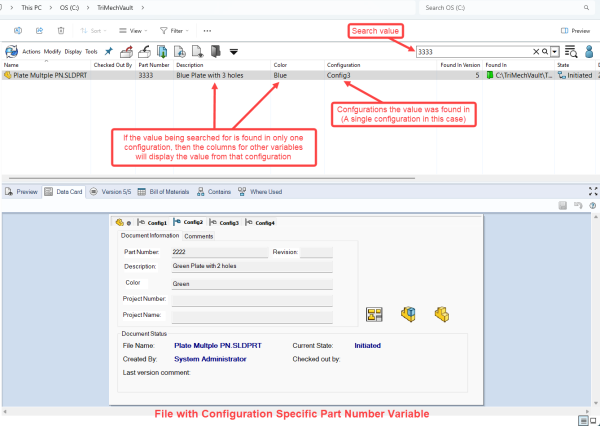 This PC > OS (C:) > TriMechVault >
Search OS (C:)
Sort
View
Filter
Preview
Search value
Actions Modify Display Tools
3333
Name Checked Out By Part Number Description Color Configuration Found In Version Found In State
Plate Multple PN.SLDPRT 3333 Blue Plate with 3 holes Blue Config3 5 C:\TriMechVault\T... Initiated
If the value being searched for is found in only one
configuration, then the columns for other variables
will display the value from that configuration
Configurations the value was found in
(A single configuration in this case)
Preview Data Card Version 5/5 Bill of Materials Contains Where Used
@ Config1 Config2 Config3 Config4
Document Information Comments
Part Number: 2222 Revision:
Description: Green Plate with 2 holes
Color Green
Project Number:
Project Name:
Document Status
File Name: Plate Multple PN.SLDPRT Current State: Initiated
Created By: System Administrator Checked out by:
Last version comment:
File with Configuration Specific Part Number Variable